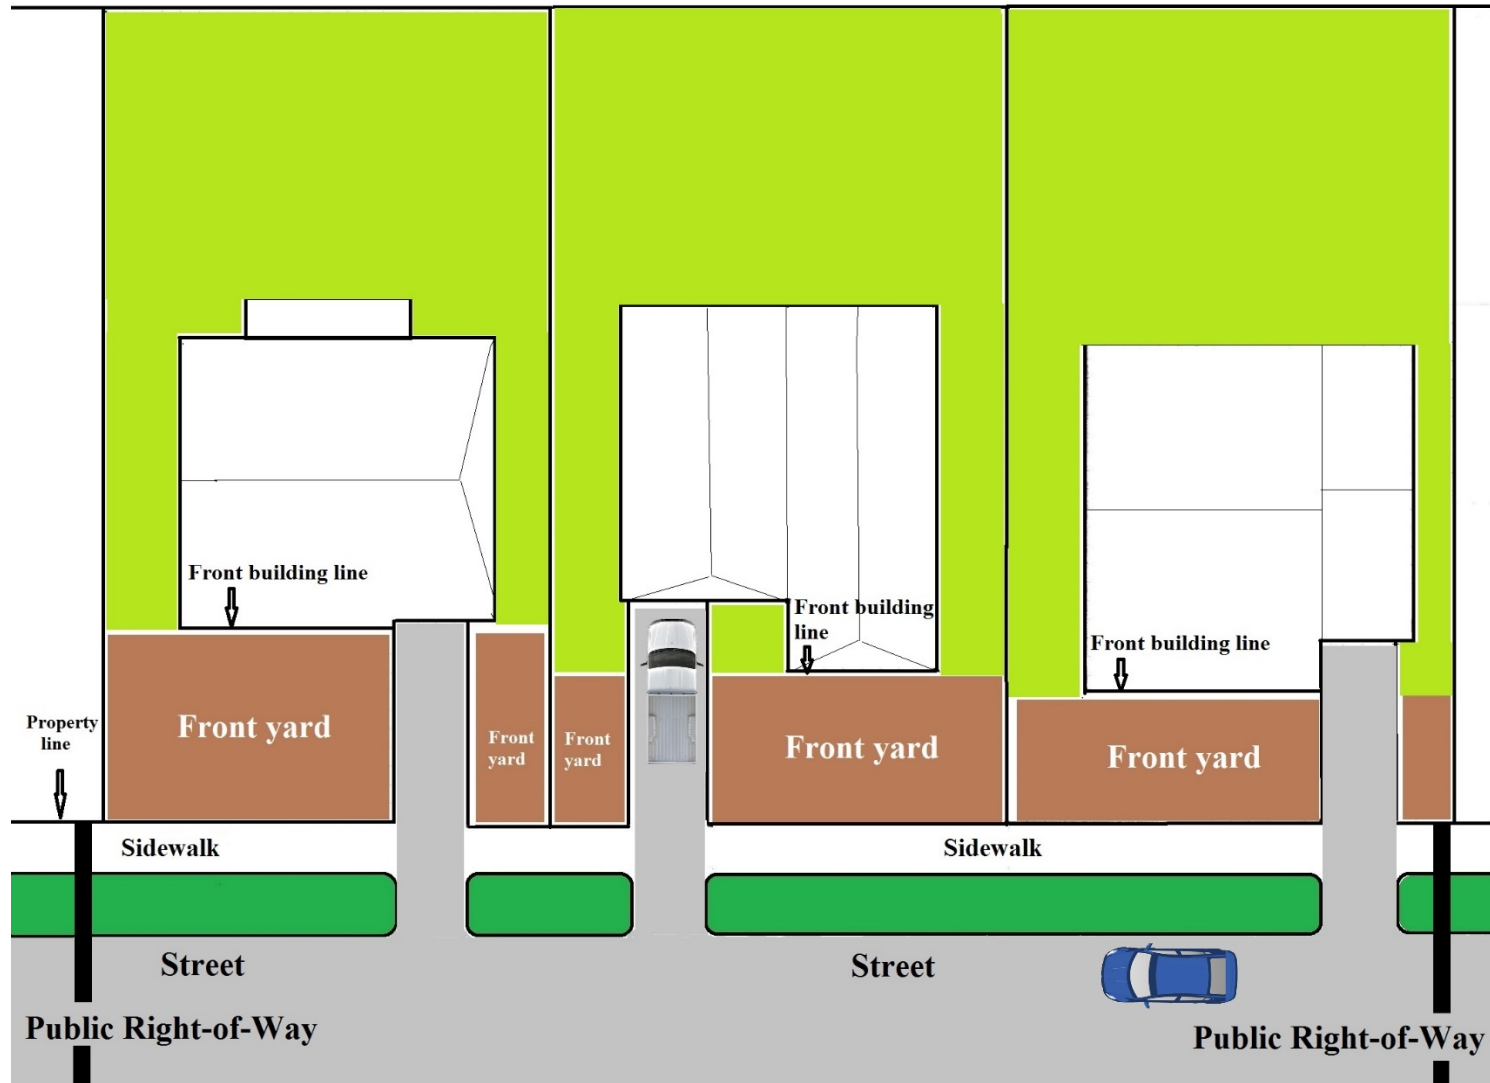 Front building line
Front building
line
Front building line
Property
line
Front yard
Front
yard
Front
yard
Front yard
Front yard
Sidewalk
Sidewalk
Street
Street
Public Right-of-Way
Public Right-of-Way